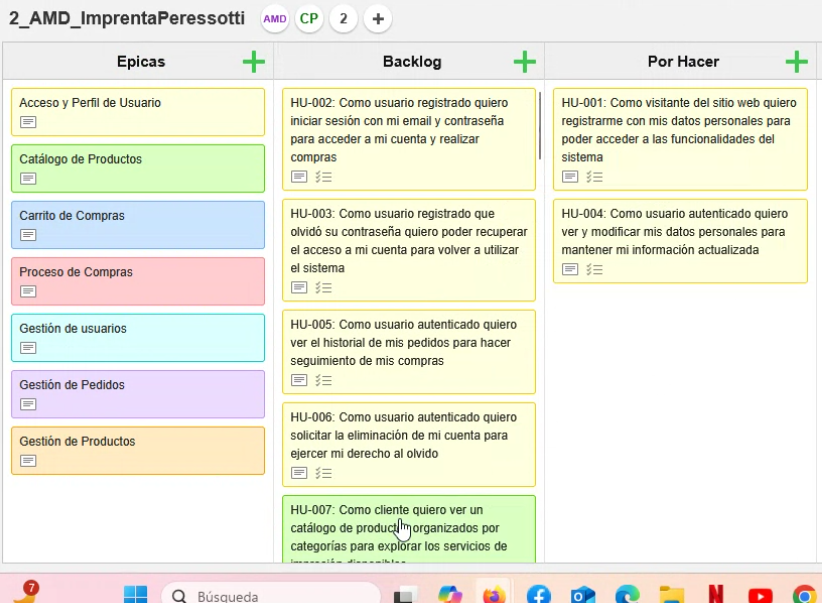 2_AMD_ImprentaPeressotti AMD CP 2 +
Epicas
Acceso y Perfil de Usuario
Catálogo de Productos
Carrito de Compras
Proceso de Compras
Gestión de usuarios
Gestión de Pedidos
Gestión de Productos
Backlog
HU-002: Como usuario registrado quiero
iniciar sesión con mi email y contraseña
para acceder a mi cuenta y realizar
compras
HU-003: Como usuario registrado que
olvidó su contraseña quiero poder recuperar
el acceso a mi cuenta para volver a utilizar
el sistema
HU-005: Como usuario autenticado quiero
ver el historial de mis pedidos para hacer
seguimiento de mis compras
HU-006: Como usuario autenticado quiero
solicitar la eliminación de mi cuenta para
ejercer mi derecho al olvido
HU-007: Como cliente quiero ver un
catálogo de productos organizados por
categorías para explorar los servicios de
Por Hacer
HU-001: Como visitante del sitio web quiero
registrarme con mis datos personales para
poder acceder a las funcionalidades del
sistema
HU-004: Como usuario autenticado quiero
ver y modificar mis datos personales para
mantener mi información actualizada
7
Búsqueda